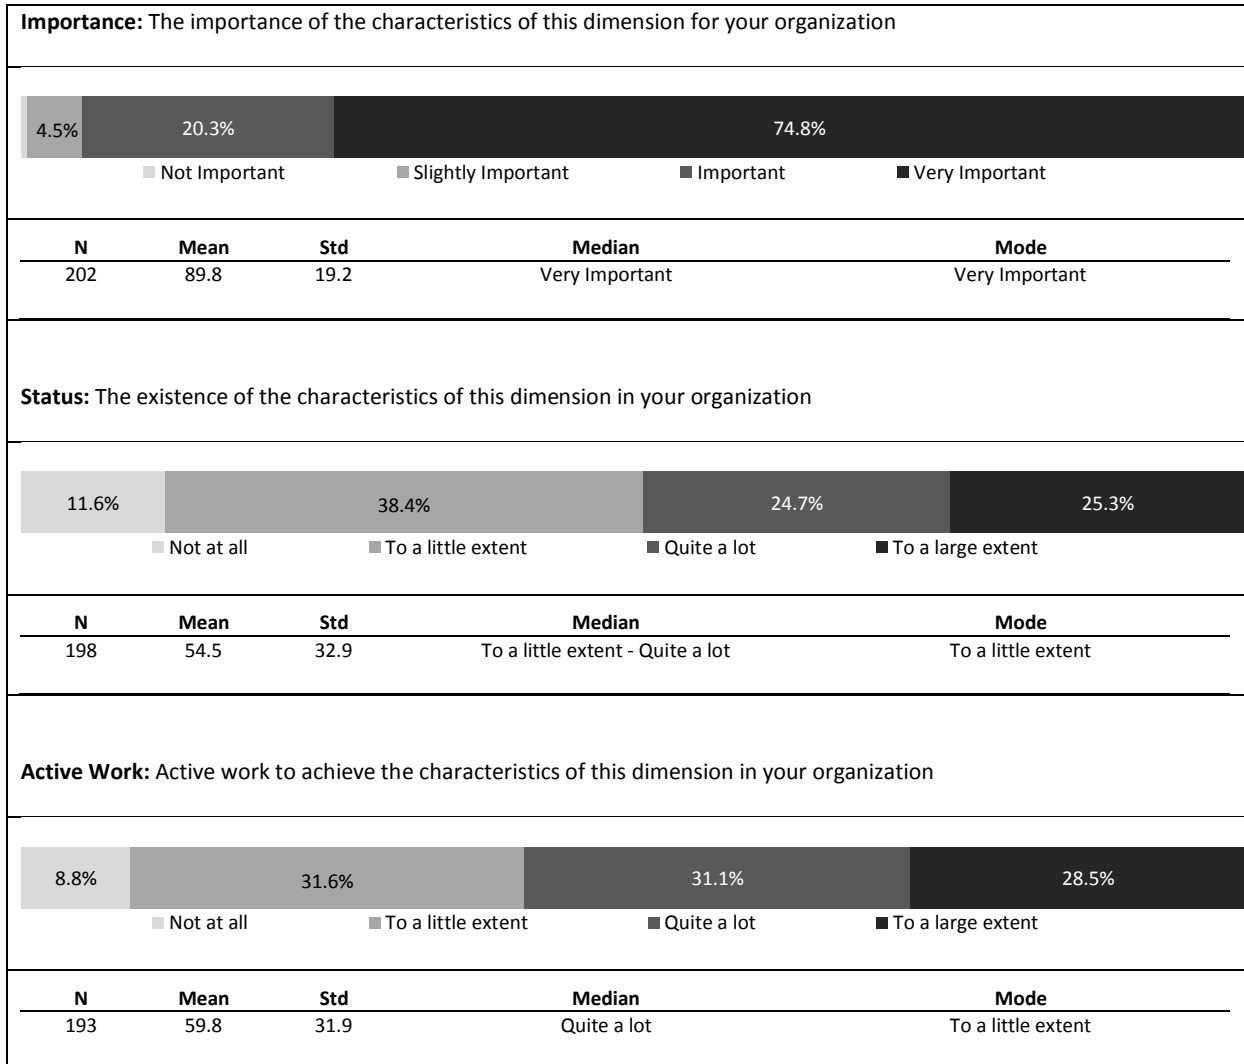 Importance: The importance of the characteristics of this dimension for your organization
4.5% 20.3% 74.8%
Not Important Slightly Important Important Very Important
N Mean Std Median Mode
202 89.8 19.2 Very Important Very Important
Status: The existence of the characteristics of this dimension in your organization
11.6% 38.4% 24.7% 25.3%
Not at all To a little extent Quite a lot To a large extent
N Mean Std Median Mode
198 54.5 32.9 To a little extent - Quite a lot To a little extent
Active Work: Active work to achieve the characteristics of this dimension in your organization
8.8% 31.6% 31.1% 28.5%
Not at all To a little extent Quite a lot To a large extent
N Mean Std Median Mode
193 59.8 31.9 Quite a lot To a little extent